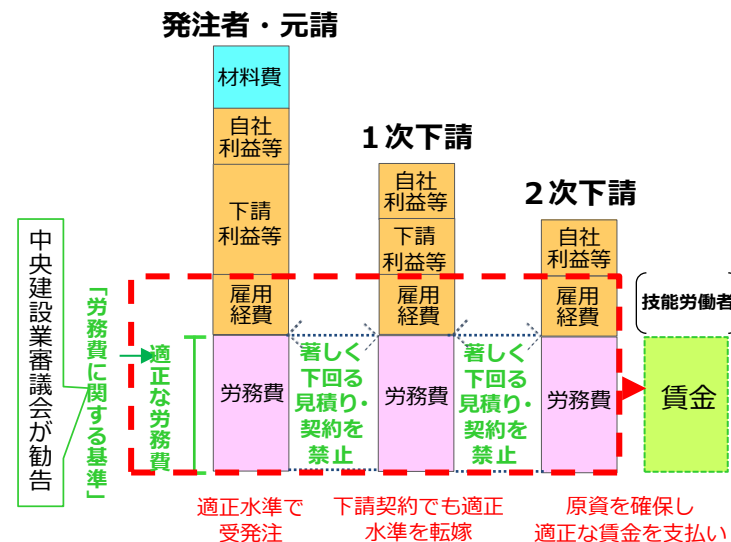 発注者・元請
材料費
自社
利益等
下請
利益等
雇用
経費
労務費
１次下請
自社
利益等
下請
利益等
雇用
経費
労務費
２次下請
自社
利益等
雇用
経費
労務費
中央建設業審議会が勧告
「労務費に関する基準」
適正な労務費
著しく
下回る
見積り・
契約を
禁止
著しく
下回る
見積り・
契約を
禁止
技能労働者
賃金
適正水準で
受発注
下請契約でも適正
水準を転嫁
原資を確保し
適正な賃金を支払い